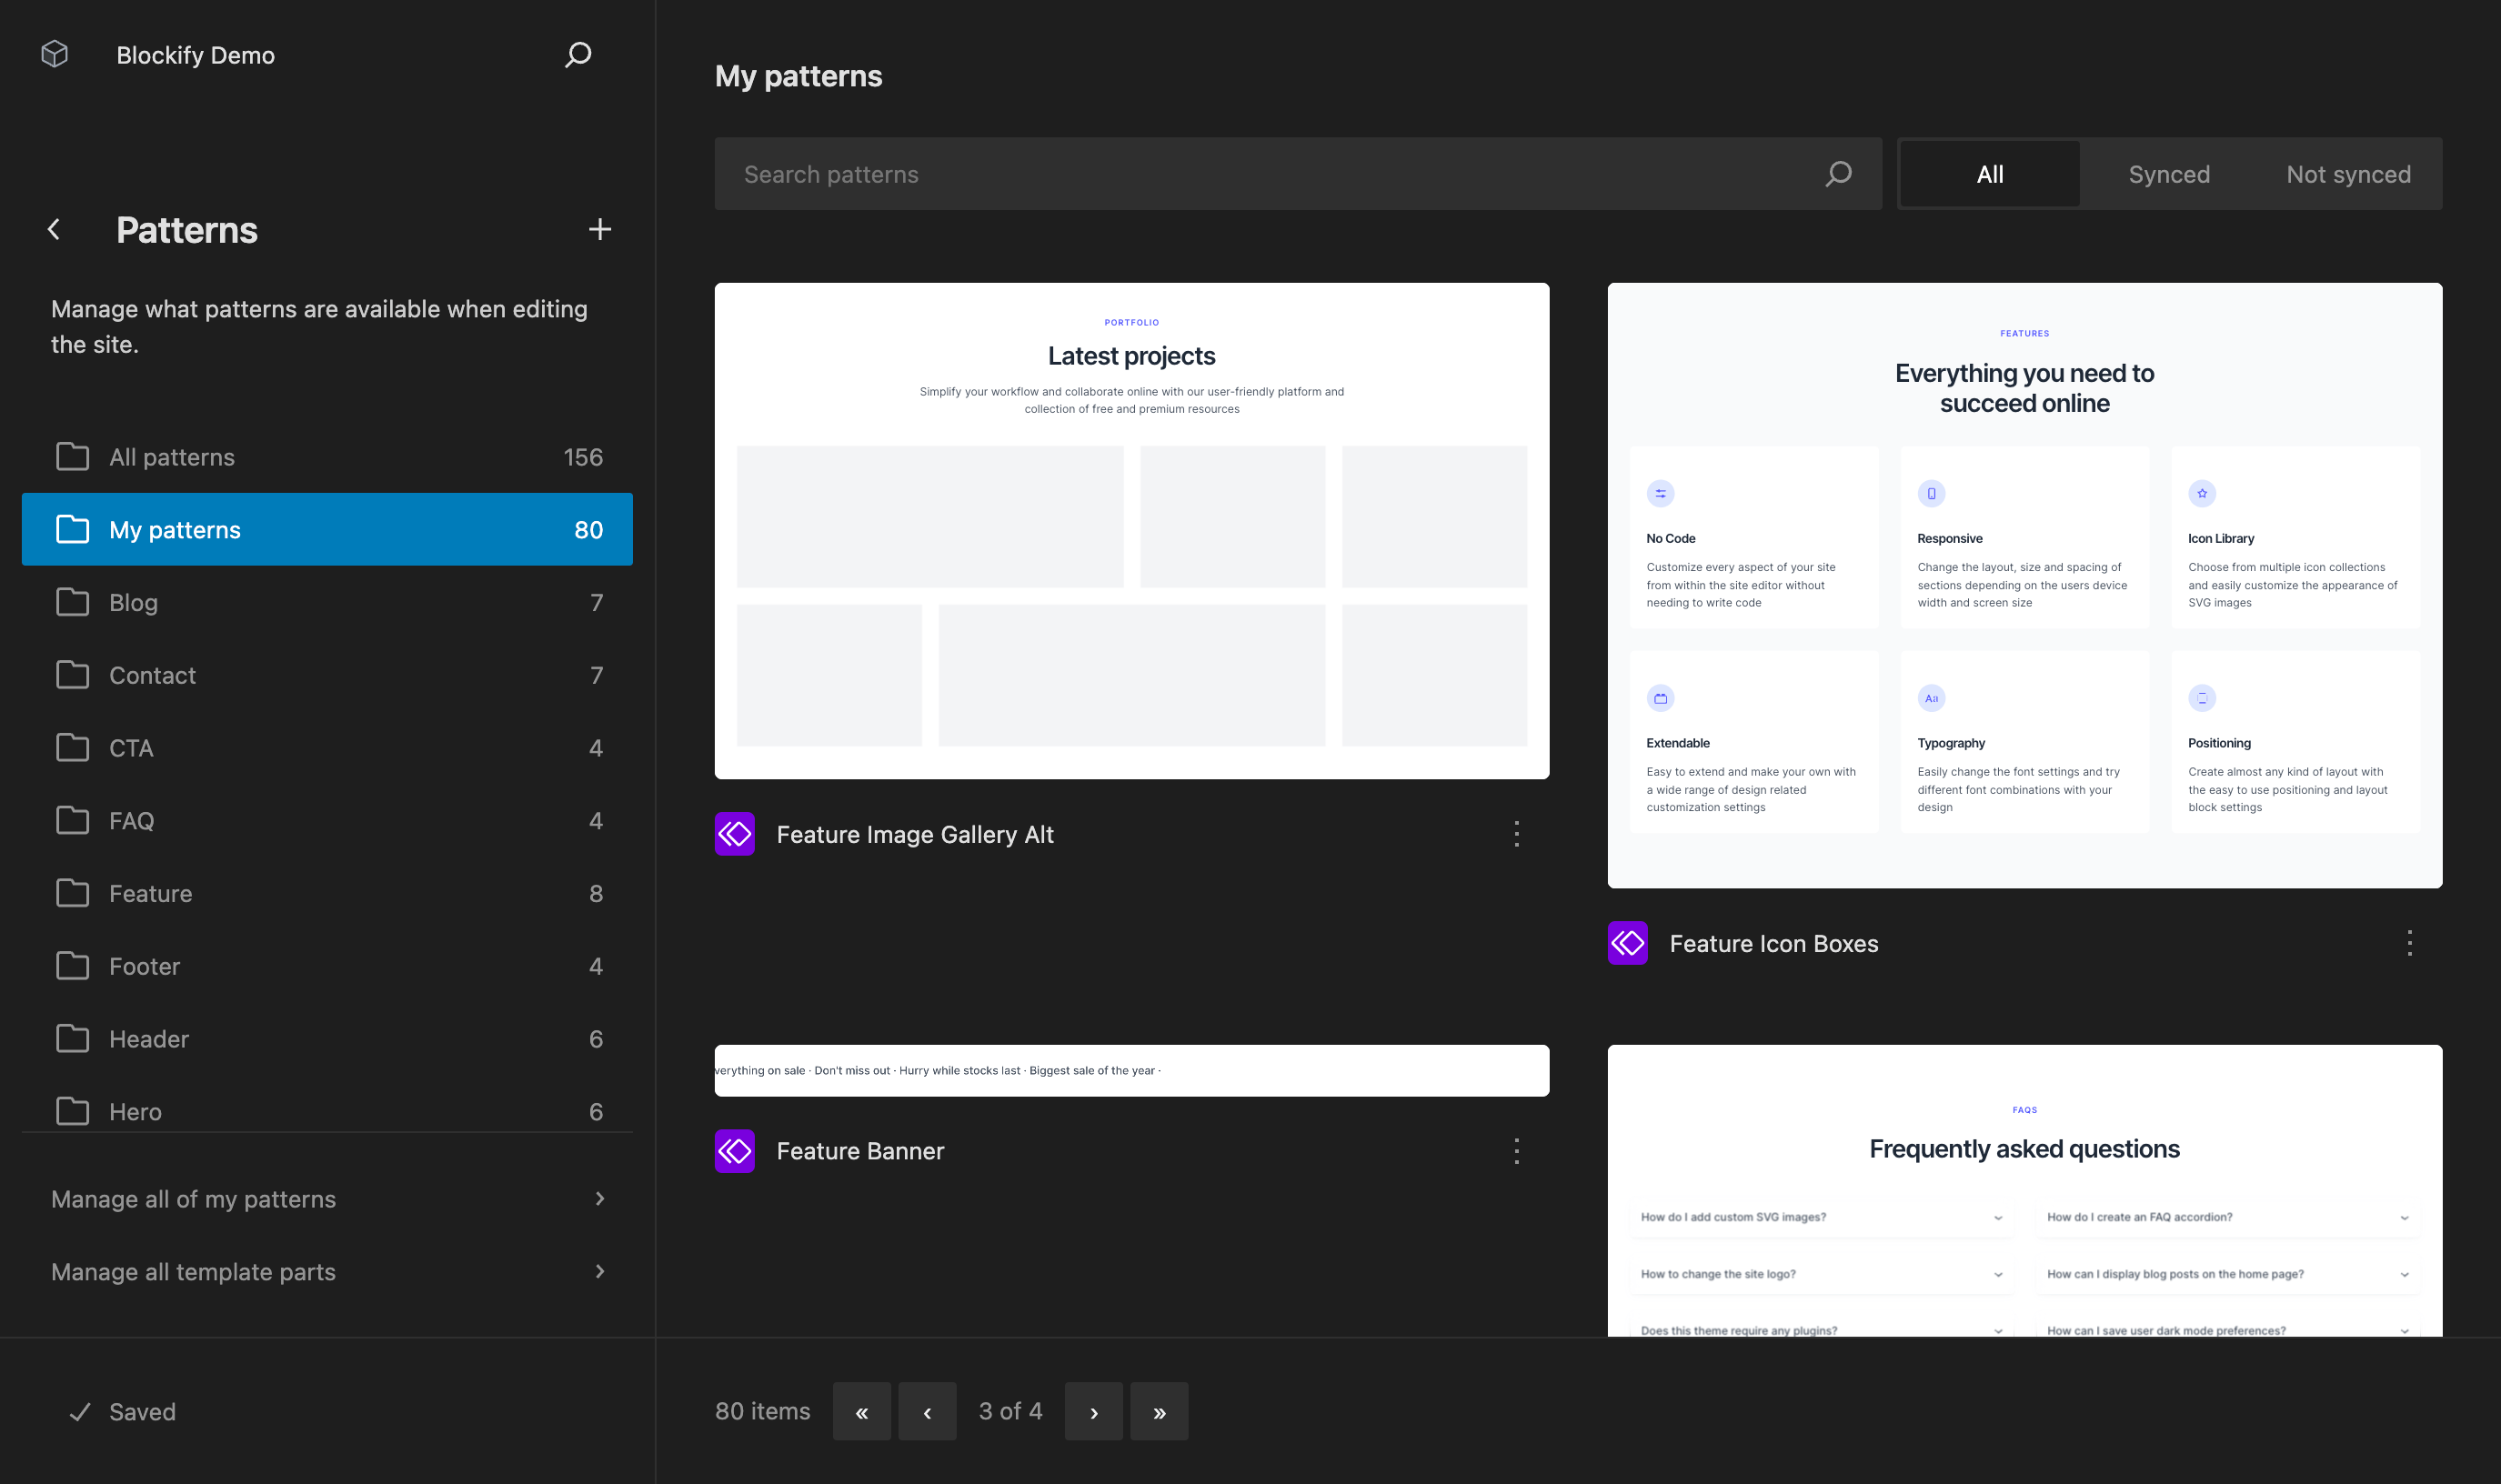 Blockify Demo
Patterns
Manage what patterns are available when editing
the site.
All patterns 156
My patterns 80
Blog 7
Contact 7
CTA 4
FAQ 4
Feature 8
Footer 4
Header 6
Hero 6
Manage all of my patterns
Manage all template parts
Saved
My patterns
Search patterns
All Synced Not synced
PORTFOLIO
Latest projects
Simplify your workflow and collaborate online with our user-friendly platform and
collection of free and premium resources
Feature Image Gallery Alt
FEATURES
Everything you need to
succeed online
No Code
Customize every aspect of your site
from within the site editor without
needing to write code
Responsive
Change the layout, size and spacing of
sections depending on the users device
width and screen size
Icon Library
Choose from multiple icon collections
and easily customize the appearance of
SVG images
Extendable
Easy to extend and make your own with
a wide range of design related
customization settings
Aa
Typography
Easily change the font settings and try
different font combinations with your
design
Positioning
Create almost any kind of layout with
the easy to use positioning and layout
block settings
Feature Icon Boxes
verything on sale · Don't miss out · Hurry while stocks last · Biggest sale of the year ·
Feature Banner
FAQS
Frequently asked questions
How do I add custom SVG images?
How do I create an FAQ accordion?
How to change the site logo?
How can I display blog posts on the home page?
Does this theme require any plugins?
How can I save user dark mode preferences?
80 items « ‹ 3 of 4 › »